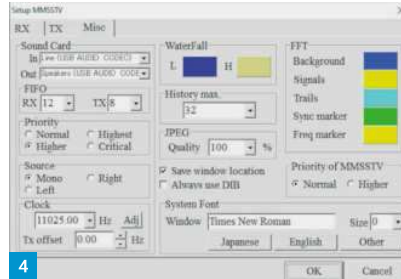 Setup MMSSTV
RX TX Misc
Sound Card
In Line (USB AUDIO CODEC)
Out Speakers (USB AUDIO CODE
FIFO
RX 12 TX 8
Priority
Normal Highest
Higher Critical
Source
Mono Right
Left
Clock
11025.00 Hz Adj
Tx offset 0.00 Hz
WaterFall
L H
History max.
32
JPEG
Quality 100 %
Save window location
Always use DIB
System Font
Window Times New Roman Size 0
Japanese English Other
FFT
Background
Signals
Trails
Sync marker
Freq marker
Priority of MMSSTV
Normal Higher
OK Cancel
4